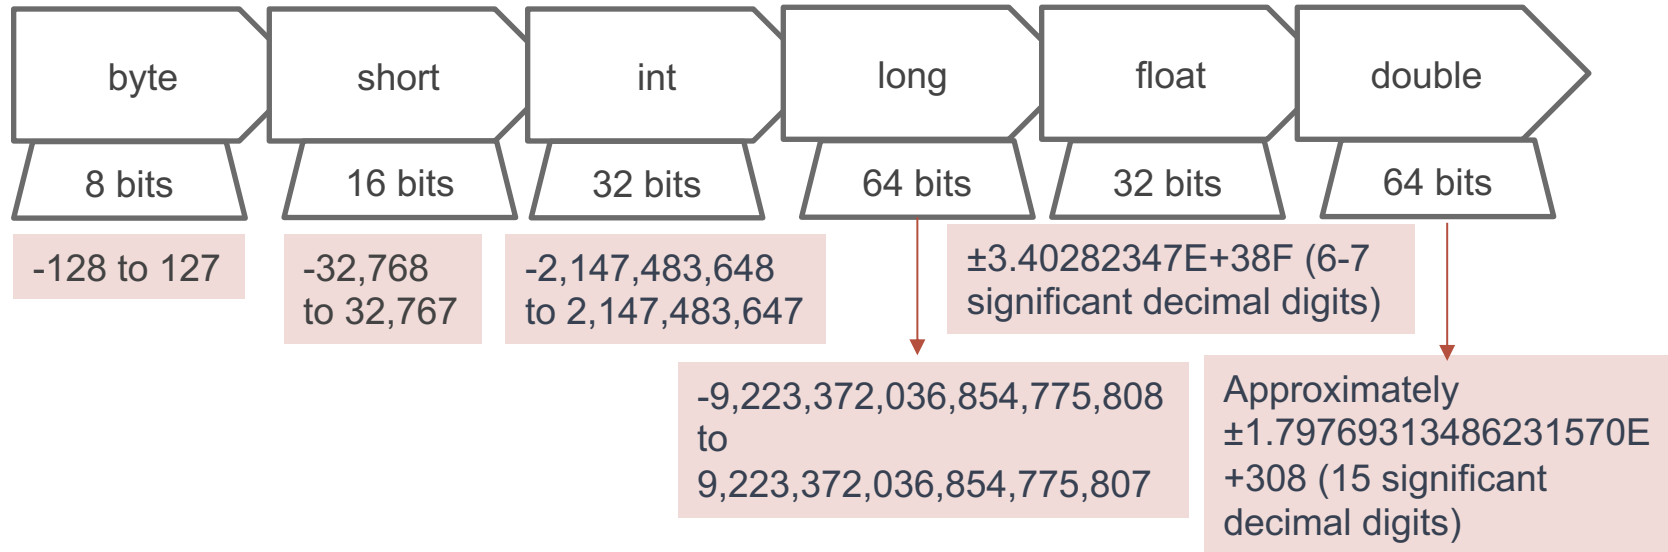 byte
short
int
long
float
double
8 bits
16 bits
32 bits
64 bits
32 bits
64 bits
-128 to 127
-32,768
to 32,767
-2,147,483,648
to 2,147,483,647
±3.40282347E+38F (6-7
significant decimal digits)
-9,223,372,036,854,775,808
to
9,223,372,036,854,775,807
Approximately
±1.79769313486231570E
+308 (15 significant
decimal digits)